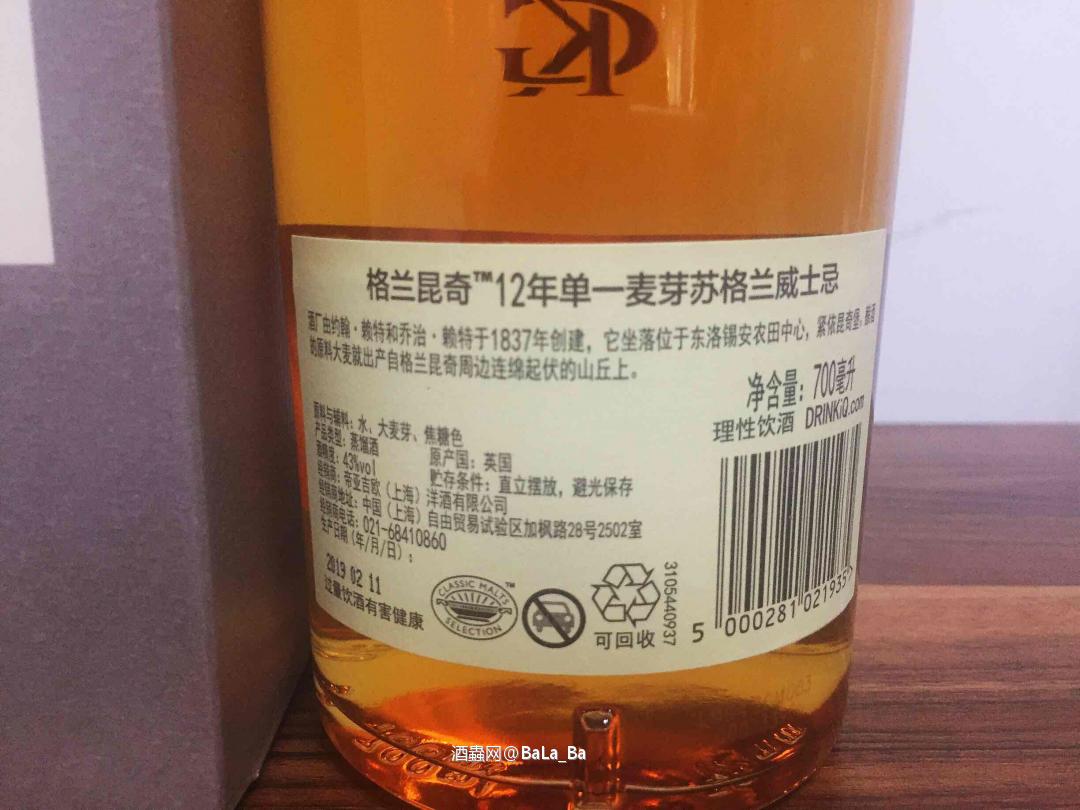 格兰昆奇™12年单一麦芽苏格兰威士忌
酒厂由约翰·赖特和乔治·赖特于1837年创建，它坐落位于东洛锡安农田中心，紧依昆奇堡，酿酒
的原料大麦就出产自格兰昆奇周边连绵起伏的山丘上。
净含量：700毫升
理性饮酒 DRINKiQ.com
原料与辅料：水、大麦芽、焦糖色
产品类型：蒸馏酒
原产国：英国
酒精度：43%vol
贮存条件：直立摆放，避光保存
经销商：帝亚吉欧（上海）洋酒有限公司
经销商地址：中国（上海）自由贸易试验区加枫路28号2502室
经销商电话：021-68410860
生产日期（年/月/日）：
2019 02 11
过量饮酒有害健康
CLASSIC MALTS™
SELECTION
可回收
3105440937
5 000281 021935
酒蟲网@BaLa_Ba